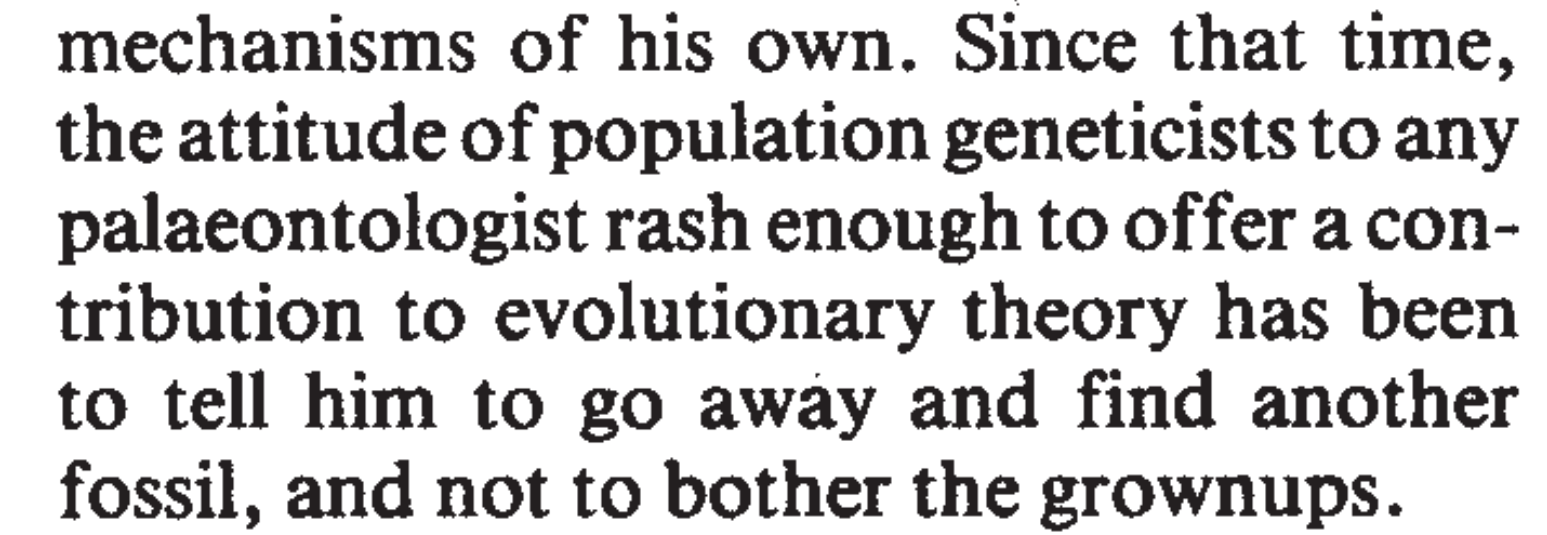 mechanisms of his own. Since that time,
the attitude of population geneticists to any
palaeontologist rash enough to offer a con-
tribution to evolutionary theory has been
to tell him to go away and find another
fossil, and not to bother the grownups.